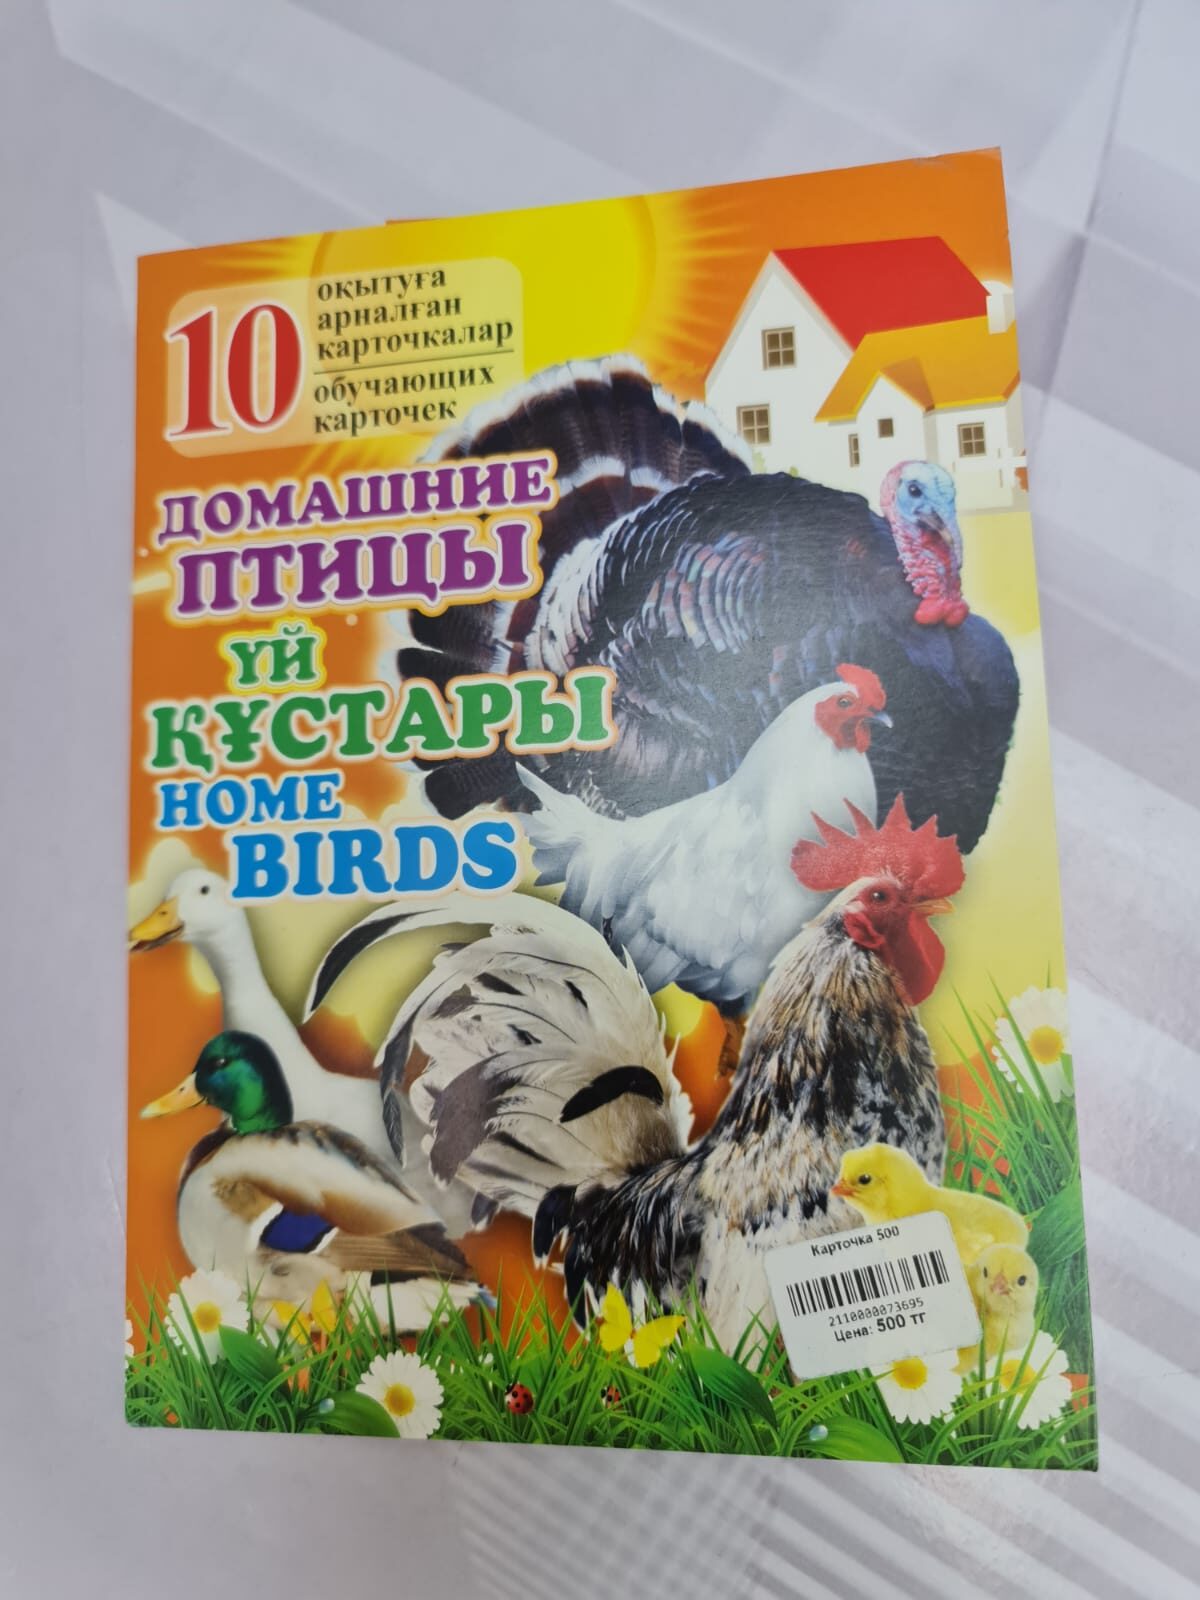 10
оқытуға
арналған
карточкалар
обучающих
карточек
ДОМАШНИЕ
ПТИЦЫ
ҮЙ
ҚҰСТАРЫ
HOME
BIRDS
Карточка 500
2110000073695
Цена: 500 тг